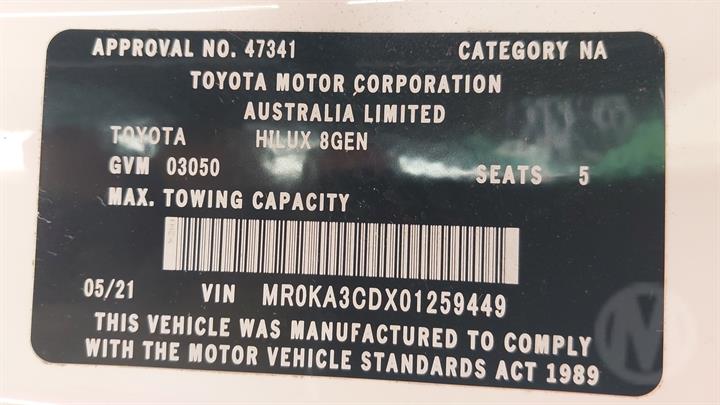 APPROVAL NO. 47341 CATEGORY NA
TOYOTA MOTOR CORPORATION
AUSTRALIA LIMITED
TOYOTA HILUX 8GEN
GVM 03050 SEATS 5
MAX. TOWING CAPACITY
05/21 VIN MR0KA3CDX01259449
THIS VEHICLE WAS MANUFACTURED TO COMPLY
WITH THE MOTOR VEHICLE STANDARDS ACT 1989
M